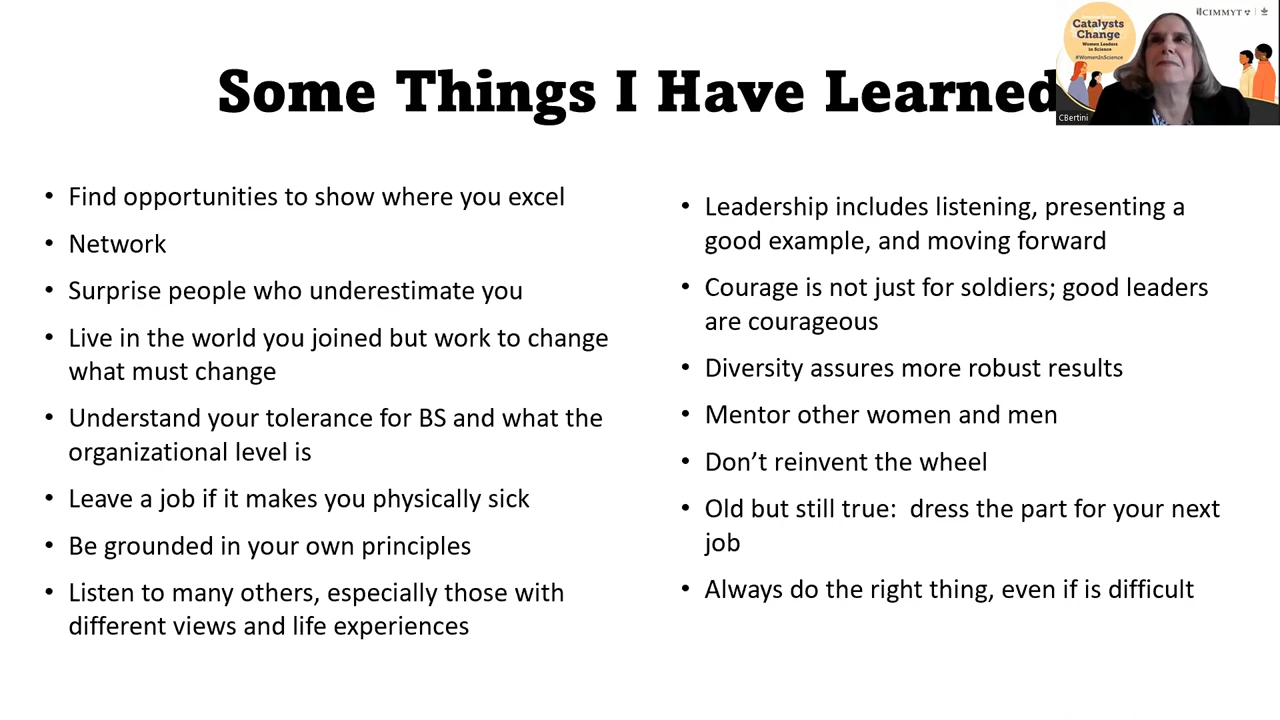 Some Things I Have Learned
• Find opportunities to show where you excel
• Network
• Surprise people who underestimate you
• Live in the world you joined but work to change
what must change
• Understand your tolerance for BS and what the
organizational level is
• Leave a job if it makes you physically sick
• Be grounded in your own principles
• Listen to many others, especially those with
different views and life experiences
• Leadership includes listening, presenting a
good example, and moving forward
• Courage is not just for soldiers; good leaders
are courageous
• Diversity assures more robust results
• Mentor other women and men
• Don’t reinvent the wheel
• Old but still true:  dress the part for your next
job
• Always do the right thing, even if is difficult
Catalysts
Change
Women Leaders
in Science
#WomenInScience
CIMMYT
CBertini